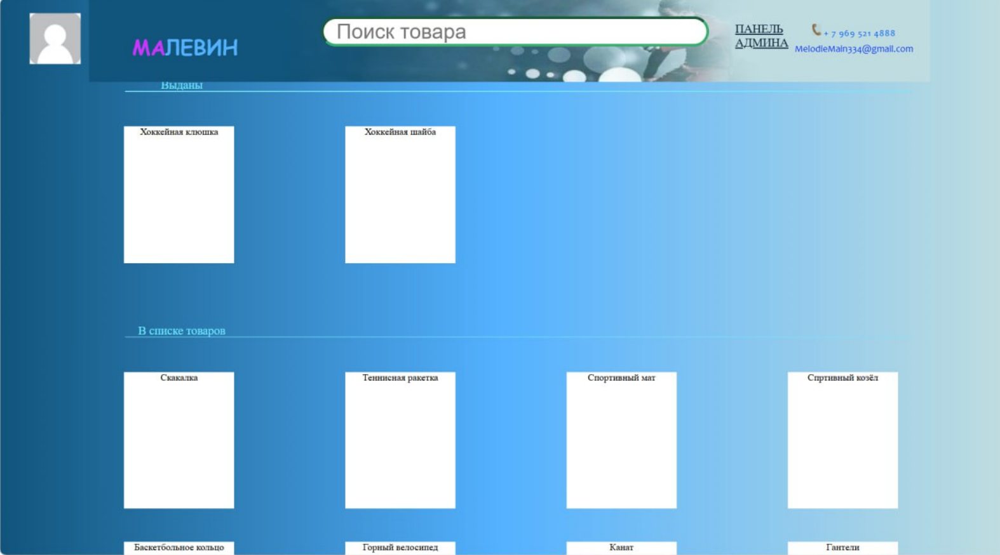 МАЛЕВИН
Поиск товара
ПАНЕЛЬ
АДМИНА
+ 7 969 521 4888
MelodieMain334@gmail.com
Выданы
Хоккейная клюшка
Хоккейная шайба
В списке товаров
Скакалка
Теннисная ракетка
Спортивный мат
Спртивный козёл
Баскетбольное кольцо
Горный велосипед
Канат
Гантели